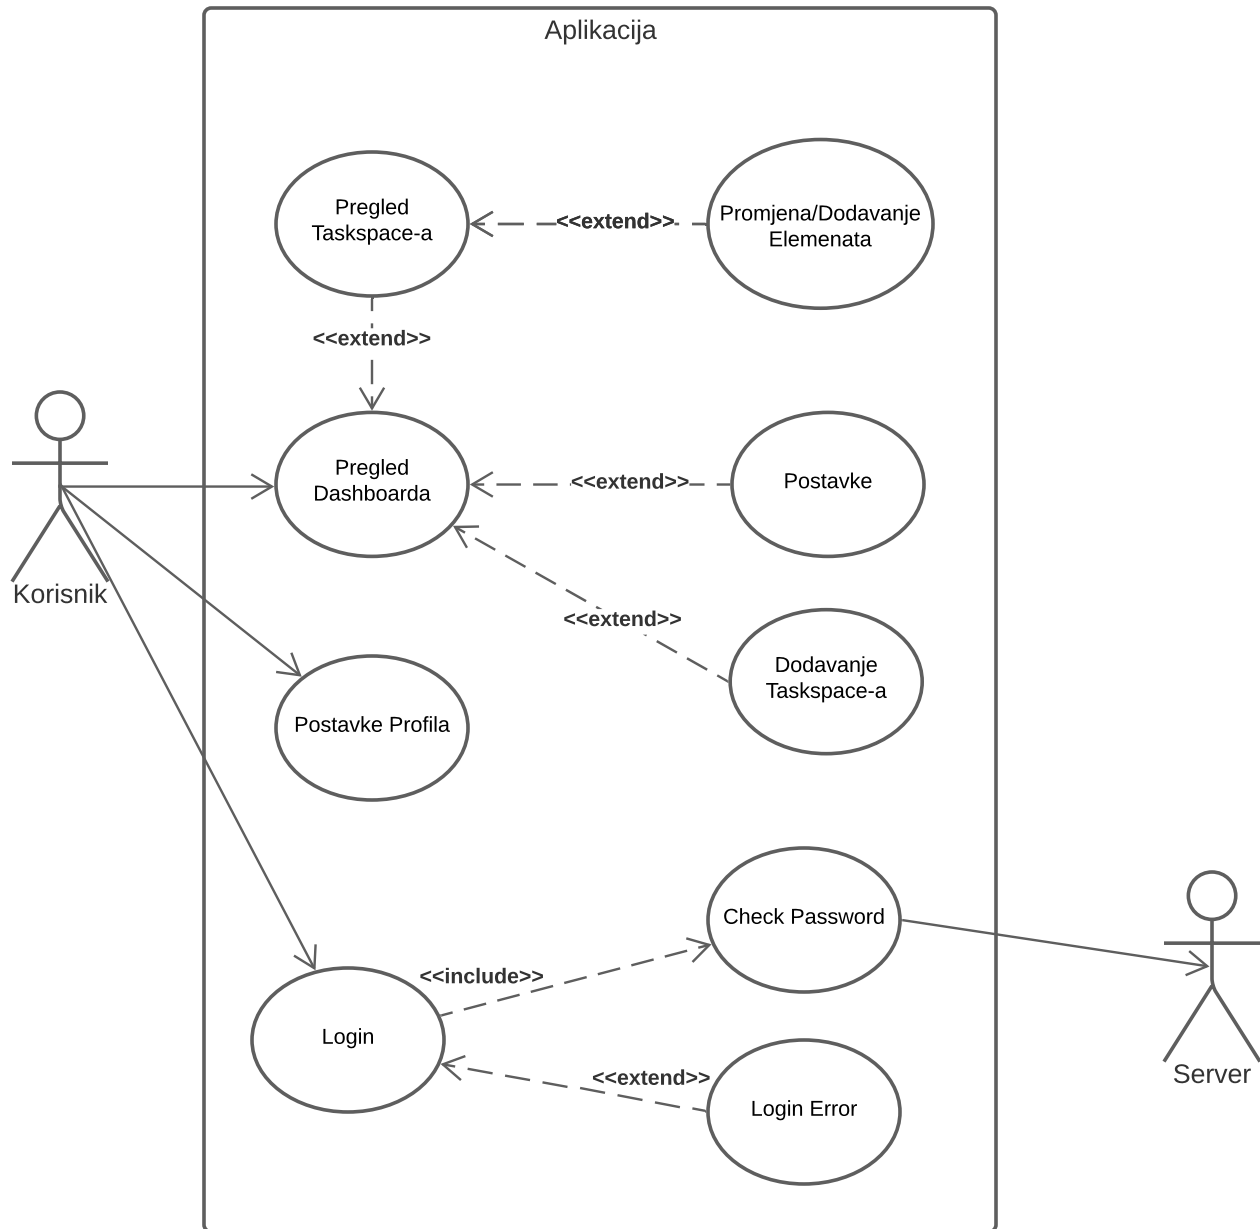 Aplikacija
Pregled
Taskspace-a
<<extend>>
Promjena/Dodavanje
Elemenata
<<extend>>
Korisnik
Pregled
Dashboarda
<<extend>>
Postavke
<<extend>>
Dodavanje
Taskspace-a
Postavke Profila
Check Password
<<include>>
Login
<<extend>>
Login Error
Server